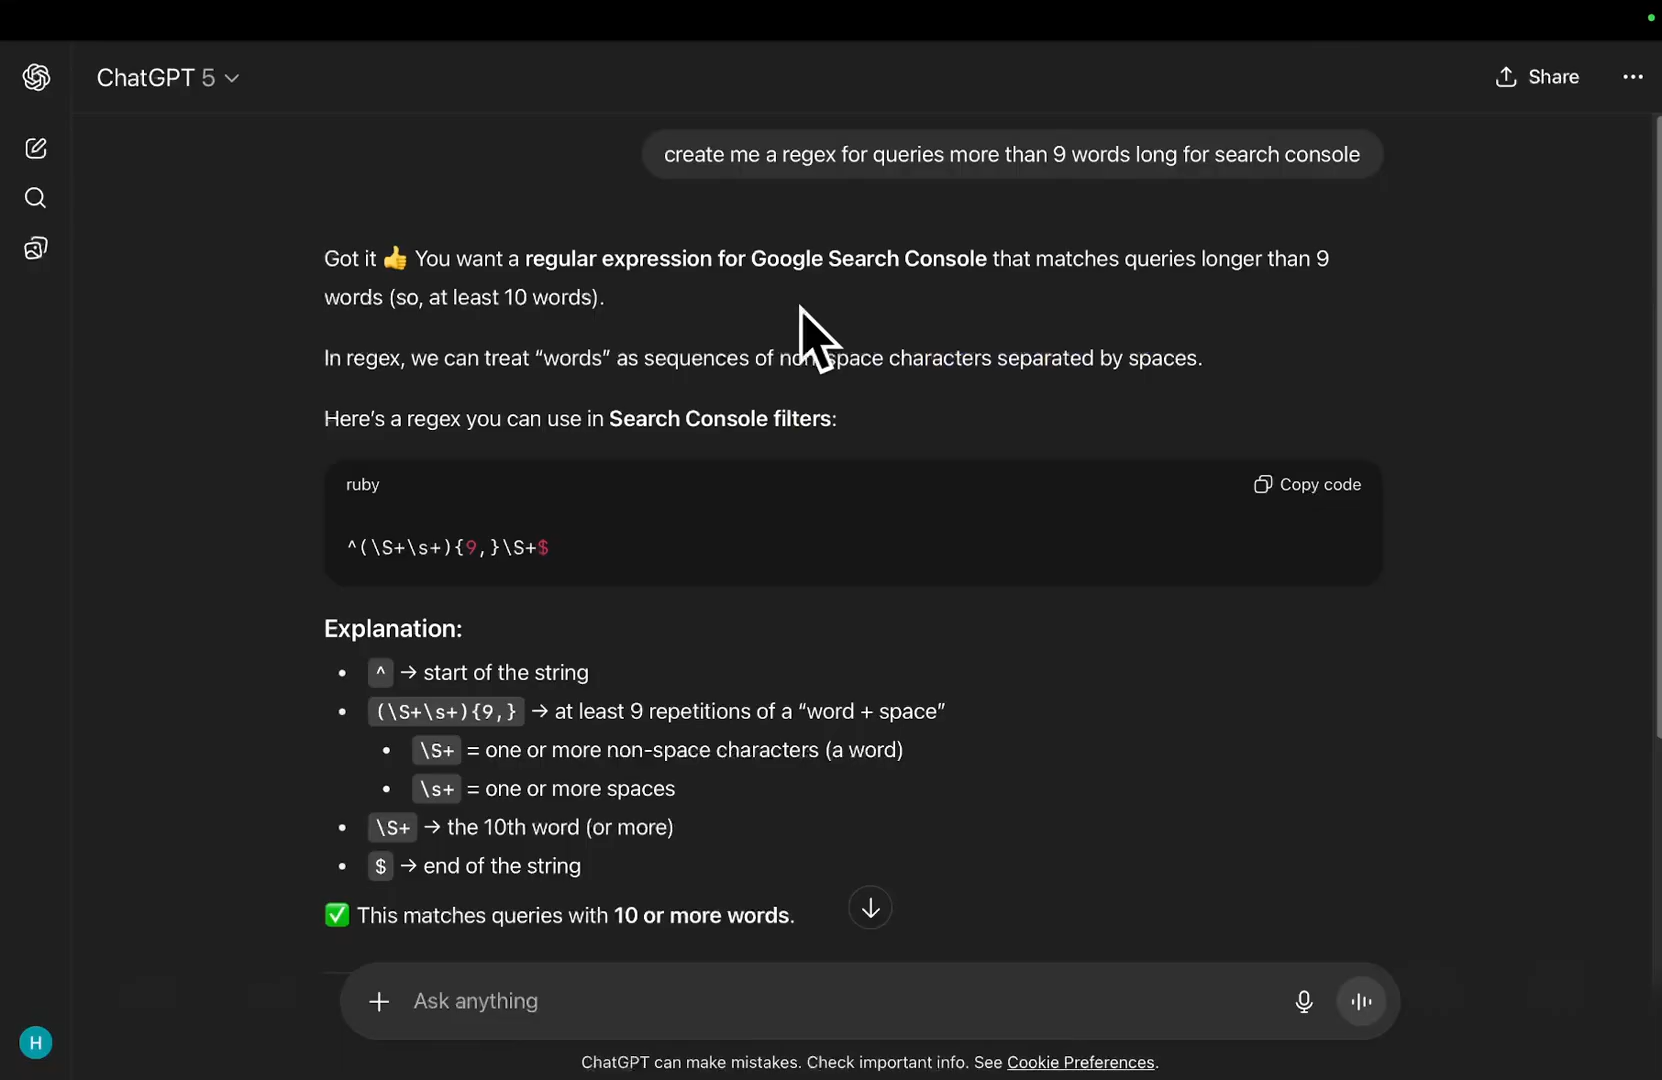 ChatGPT 5
Share
create me a regex for queries more than 9 words long for search console
Got it 👍 You want a regular expression for Google Search Console that matches queries longer than 9
words (so, at least 10 words).
In regex, we can treat “words” as sequences of non-space characters separated by spaces.
Here’s a regex you can use in Search Console filters:
ruby
Copy code
^(\S+\s+){9,}\S+$
Explanation:
• ^ → start of the string
• (\S+\s+){9,} → at least 9 repetitions of a “word + space”
• \S+ = one or more non-space characters (a word)
• \s+ = one or more spaces
• \S+ → the 10th word (or more)
• $ → end of the string
✅ This matches queries with 10 or more words.
Ask anything
H
ChatGPT can make mistakes. Check important info. See Cookie Preferences.